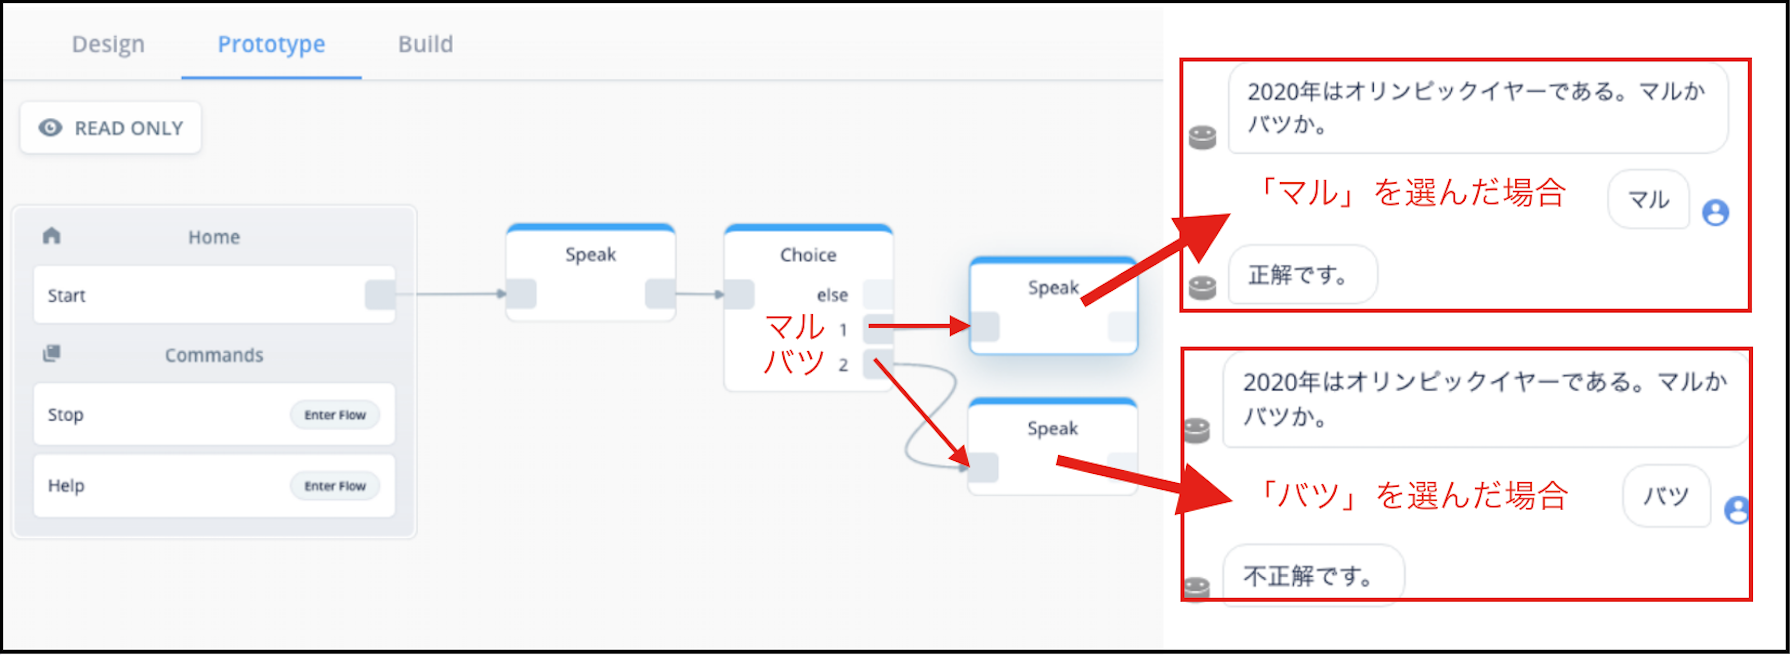 Design Prototype Build
READ ONLY
Home
Start
Commands
Stop Enter Flow
Help Enter Flow
Speak
Choice
else
マル 1
バツ 2
Speak
Speak
2020年はオリンピックイヤーである。マルか
バツか。
「マル」を選んだ場合
マル
正解です。
2020年はオリンピックイヤーである。マルか
バツか。
「バツ」を選んだ場合
バツ
不正解です。